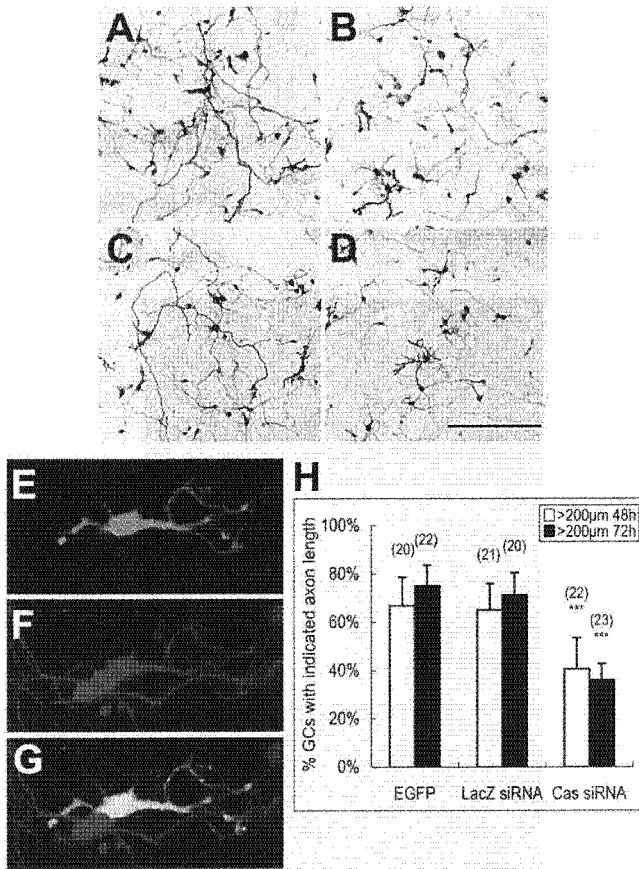 A
B
C
D
E
F
G
H
>200µm 48h
>200µm 72h
% GCs with indicated axon length
100%
80%
60%
40%
20%
0%
(20)
(22)
(21)
(20)
(22)
***
(23)
***
EGFP
LacZ siRNA
Cas siRNA